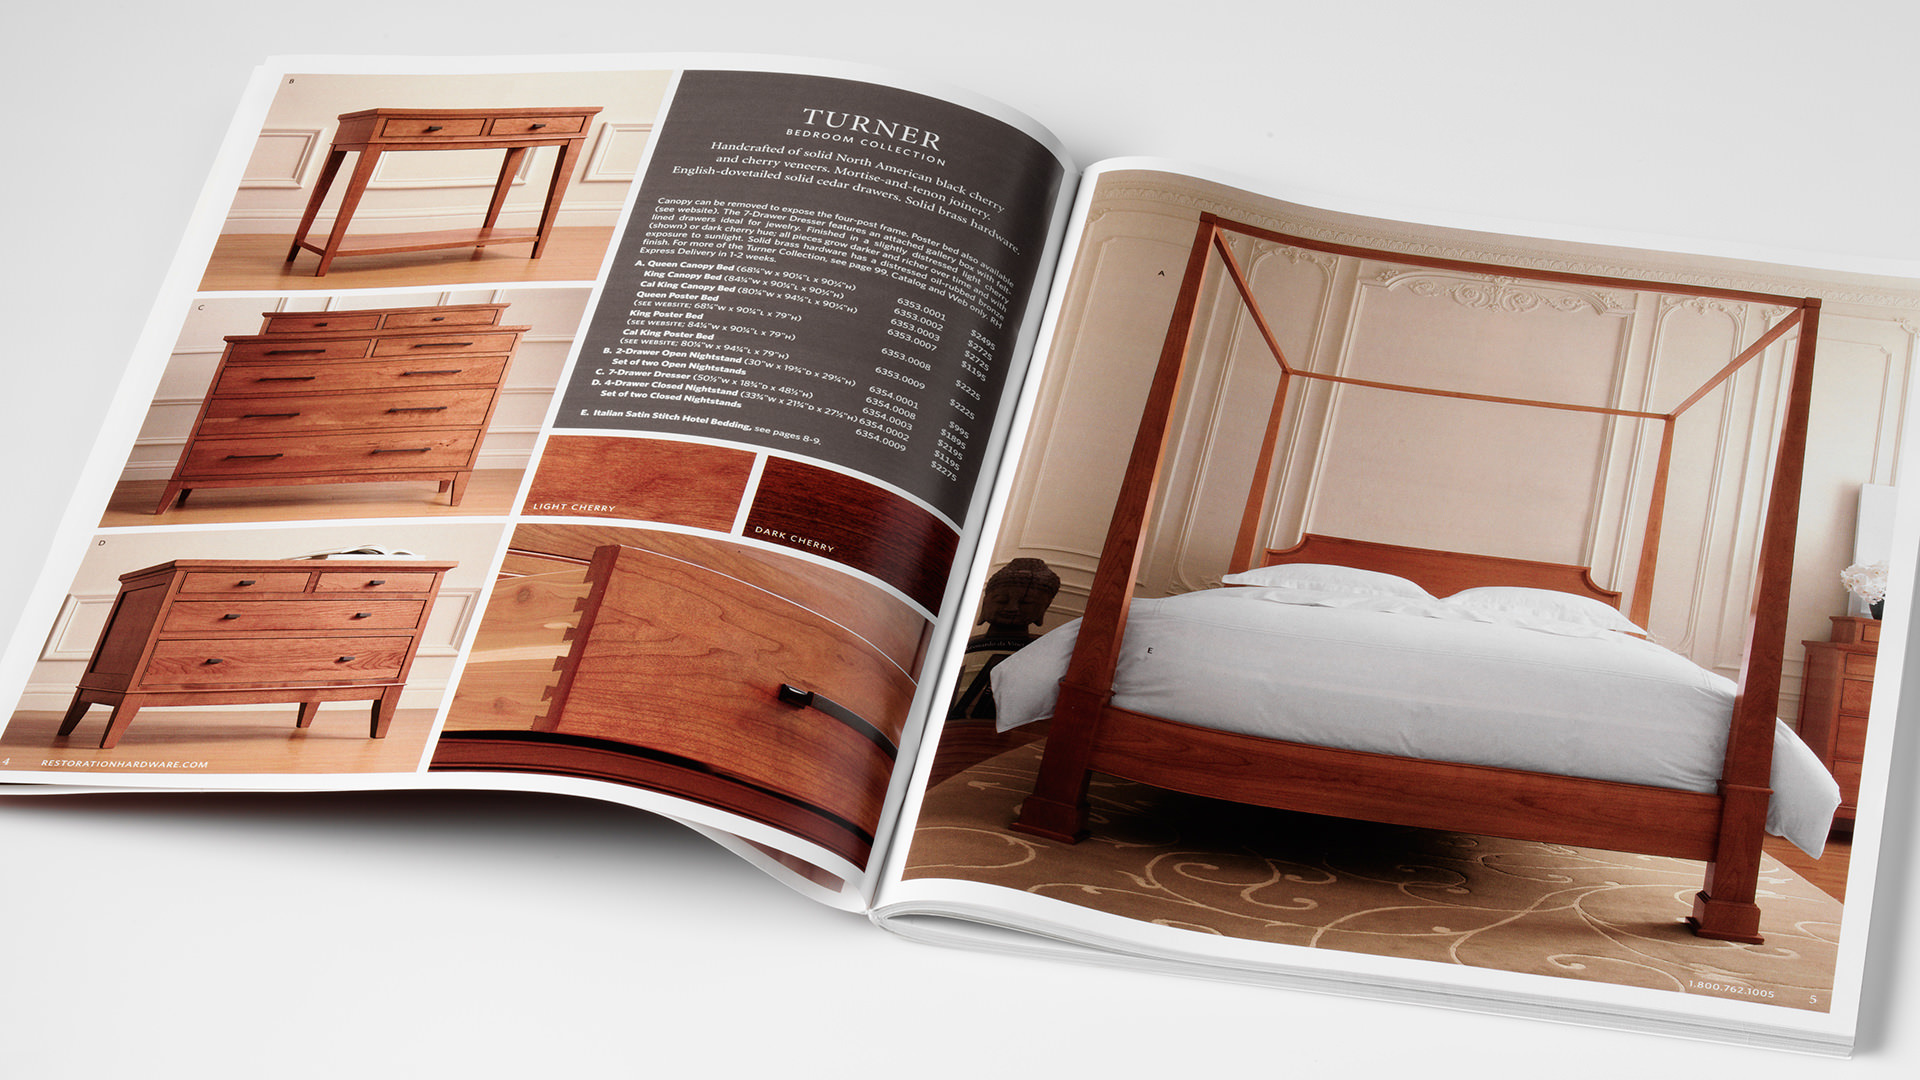 B
TURNER
BEDROOM COLLECTION
Handcrafted of solid North American black cherry
and cherry veneers. Mortise-and-tenon joinery.
English-dovetailed solid cedar drawers. Solid brass hardware.
Canopy can be removed to expose the four-post frame. Poster bed also available
(see website). The 7-Drawer Dresser features an attached gallery box with felt-
lined drawers ideal for jewelry. Finished in a slightly distressed light cherry
(shown) or dark cherry hue; all pieces grow darker and richer over time and with
exposure to sunlight. Solid brass hardware has a distressed oil-rubbed bronze
finish. For more of the Turner Collection, see page 99. Catalog and Web only. RH
Express Delivery in 1-2 weeks.
A. Queen Canopy Bed (68¼"W x 90¼"L x 90½"H) 6353.0001 $2495
King Canopy Bed (84¼"W x 90¼"L x 90½"H) 6353.0002 $2725
Cal King Canopy Bed (80¼"W x 94½"L x 90½"H) 6353.0003 $2725
Queen Poster Bed 6353.0007 $1195
(SEE WEBSITE; 68¼"W x 90¼"L x 79"H)
King Poster Bed 6353.0008 $2225
(SEE WEBSITE; 84¼"W x 90¼"L x 79"H)
Cal King Poster Bed 6353.0009 $2225
(SEE WEBSITE; 80¼"W x 94¼"L x 79"H)
B. 2-Drawer Open Nightstand (30"W x 19¾"D x 29¼"H) 6354.0001 $995
Set of two Open Nightstands 6354.0008 $1895
C. 7-Drawer Dresser (50½"W x 18¾"D x 48½"H) 6354.0003 $2195
D. 4-Drawer Closed Nightstand (33¾"W x 21¾"D x 27½"H) 6354.0002 $1195
Set of two Closed Nightstands 6354.0009 $2275
E. Italian Satin Stitch Hotel Bedding, see pages 8-9.
C
LIGHT CHERRY
DARK CHERRY
D
4 RESTORATIONHARDWARE.COM
A
E
1.800.762.1005 5